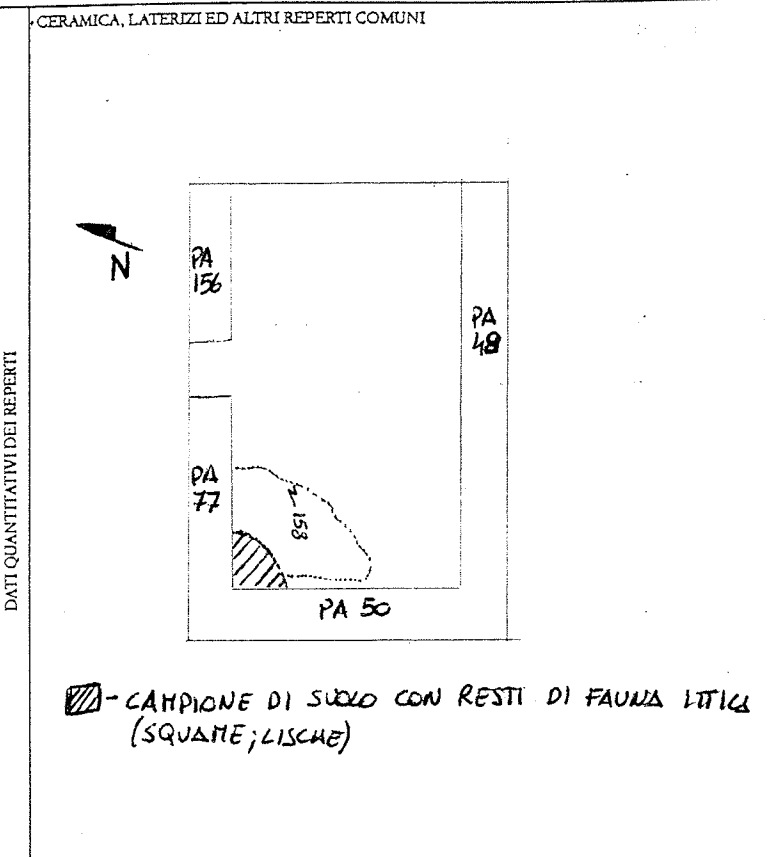 CERAMICA, LATERIZI ED ALTRI REPERTI COMUNI
DATI QUANTITATIVI DEI REPERTI
N
PA
156
PA
48
PA
77
158
PA 50
- CAMPIONE DI SUOLO CON RESTI DI FAUNA ITTICA
(SQUAME; LISCHE)